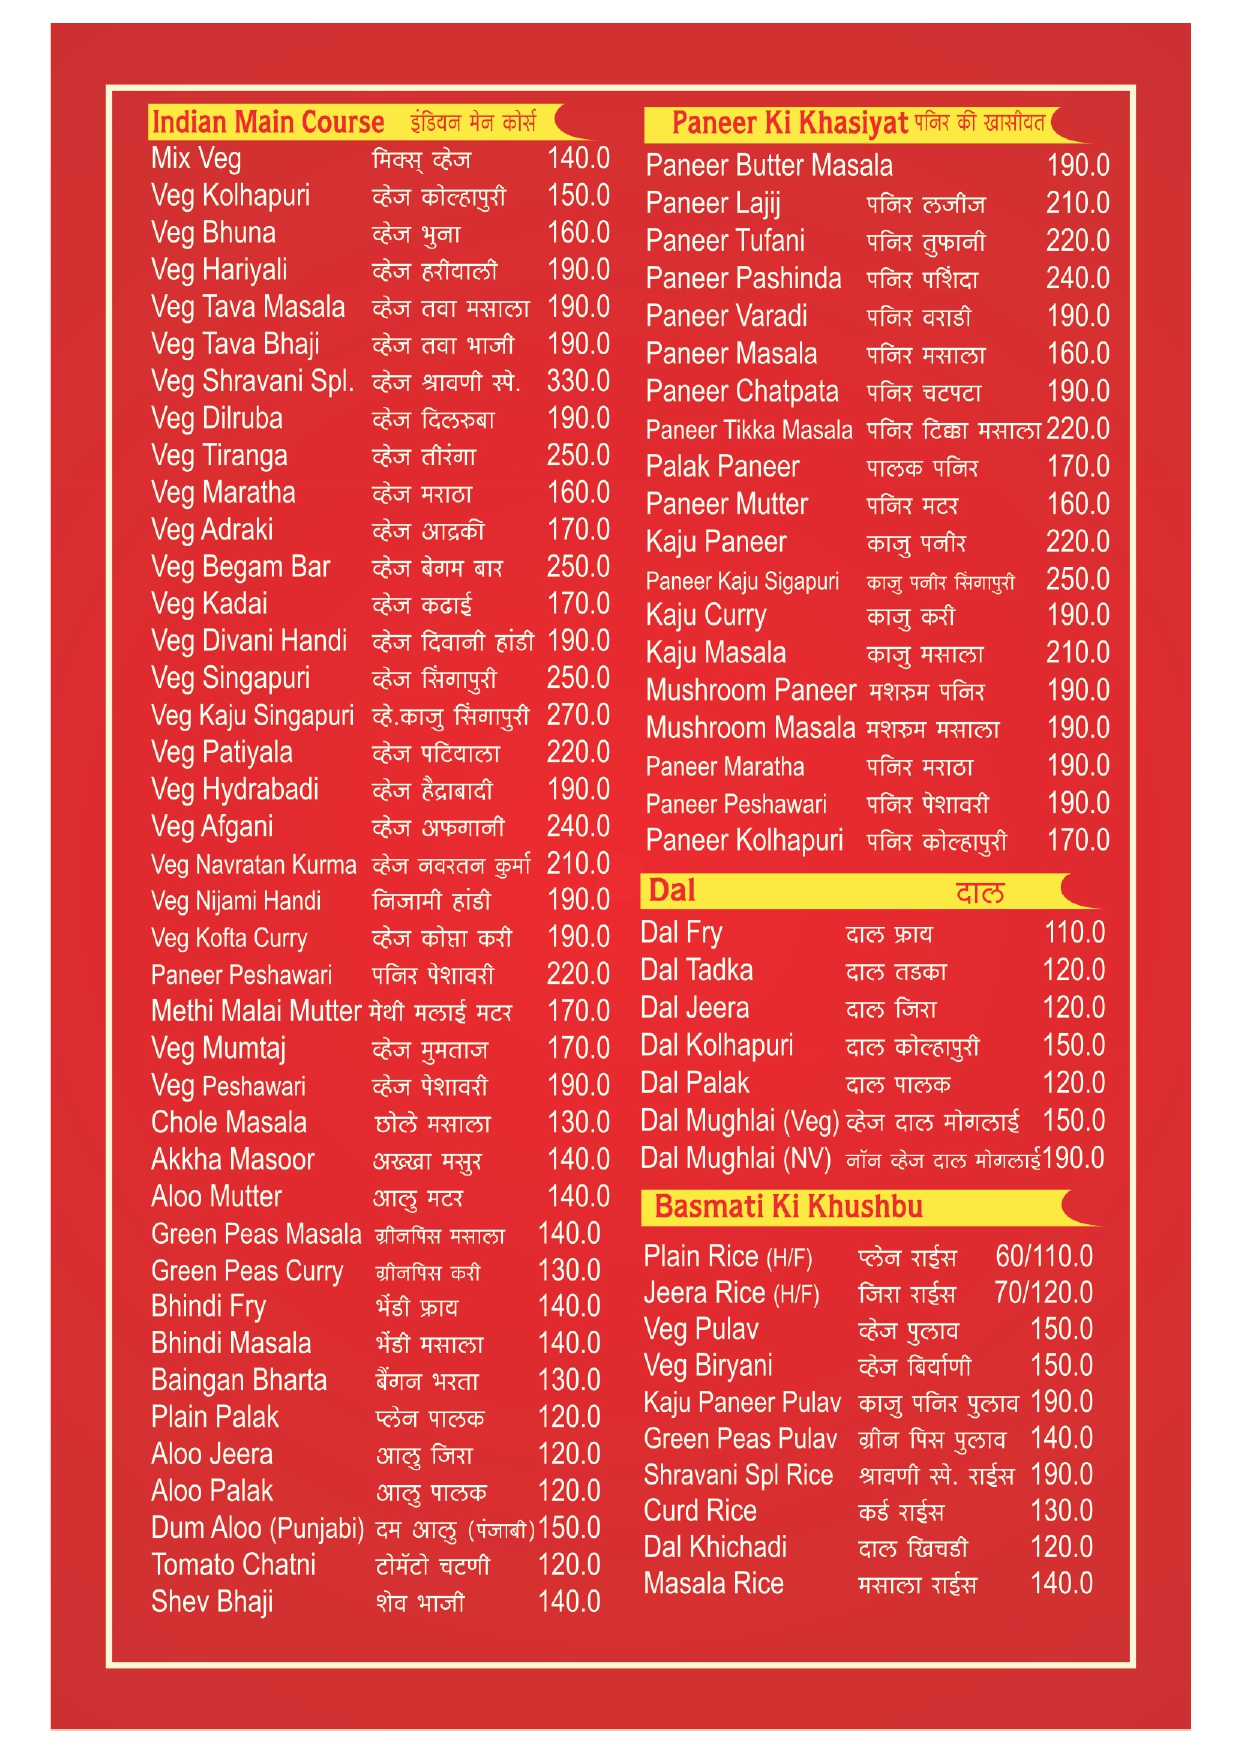 Indian Main Course इंडियन मेन कोर्स
Mix Veg मिक्स् व्हेज 140.0
Veg Kolhapuri व्हेज कोल्हापुरी 150.0
Veg Bhuna व्हेज भुना 160.0
Veg Hariyali व्हेज हरीयाली 190.0
Veg Tava Masala व्हेज तवा मसाला 190.0
Veg Tava Bhaji व्हेज तवा भाजी 190.0
Veg Shravani Spl. व्हेज श्रावणी स्पे. 330.0
Veg Dilruba व्हेज दिलरुबा 190.0
Veg Tiranga व्हेज तीरंगा 250.0
Veg Maratha व्हेज मराठा 160.0
Veg Adraki व्हेज आद्रकी 170.0
Veg Begam Bar व्हेज बेगम बार 250.0
Veg Kadai व्हेज कढाई 170.0
Veg Divani Handi व्हेज दिवानी हांडी 190.0
Veg Singapuri व्हेज सिंगापुरी 250.0
Veg Kaju Singapuri व्हे.काजु सिंगापुरी 270.0
Veg Patiyala व्हेज पटियाला 220.0
Veg Hydrabadi व्हेज हैद्राबादी 190.0
Veg Afgani व्हेज अफगानी 240.0
Veg Navratan Kurma व्हेज नवरतन कुर्मा 210.0
Veg Nijami Handi निजामी हांडी 190.0
Veg Kofta Curry व्हेज कोप्ता करी 190.0
Paneer Peshawari पनिर पेशावरी 220.0
Methi Malai Mutter मेथी मलाई मटर 170.0
Veg Mumtaj व्हेज मुमताज 170.0
Veg Peshawari व्हेज पेशावरी 190.0
Chole Masala छोले मसाला 130.0
Akkha Masoor अख्खा मसुर 140.0
Aloo Mutter आलु मटर 140.0
Green Peas Masala ग्रीनपिस मसाला 140.0
Green Peas Curry ग्रीनपिस करी 130.0
Bhindi Fry भेंडी फ्राय 140.0
Bhindi Masala भेंडी मसाला 140.0
Baingan Bharta बैंगन भरता 130.0
Plain Palak प्लेन पालक 120.0
Aloo Jeera आलु जिरा 120.0
Aloo Palak आलु पालक 120.0
Dum Aloo (Punjabi) दम आलु (पंजाबी) 150.0
Tomato Chatni टोमॅटो चटणी 120.0
Shev Bhaji शेव भाजी 140.0
Paneer Ki Khasiyat पनिर की खासीयत
Paneer Butter Masala 190.0
Paneer Lajij पनिर लजीज 210.0
Paneer Tufani पनिर तुफानी 220.0
Paneer Pashinda पनिर पशिंदा 240.0
Paneer Varadi पनिर वराडी 190.0
Paneer Masala पनिर मसाला 160.0
Paneer Chatpata पनिर चटपटा 190.0
Paneer Tikka Masala पनिर टिक्का मसाला 220.0
Palak Paneer पालक पनिर 170.0
Paneer Mutter पनिर मटर 160.0
Kaju Paneer काजु पनीर 220.0
Paneer Kaju Sigapuri काजु पनीर सिंगापुरी 250.0
Kaju Curry काजु करी 190.0
Kaju Masala काजु मसाला 210.0
Mushroom Paneer मशरुम पनिर 190.0
Mushroom Masala मशरुम मसाला 190.0
Paneer Maratha पनिर मराठा 190.0
Paneer Peshawari पनिर पेशावरी 190.0
Paneer Kolhapuri पनिर कोल्हापुरी 170.0
Dal दाल
Dal Fry दाल फ्राय 110.0
Dal Tadka दाल तडका 120.0
Dal Jeera दाल जिरा 120.0
Dal Kolhapuri दाल कोल्हापुरी 150.0
Dal Palak दाल पालक 120.0
Dal Mughlai (Veg) व्हेज दाल मोगलाई 150.0
Dal Mughlai (NV) नॉन व्हेज दाल मोगलाई 190.0
Basmati Ki Khushbu
Plain Rice (H/F) प्लेन राईस 60/110.0
Jeera Rice (H/F) जिरा राईस 70/120.0
Veg Pulav व्हेज पुलाव 150.0
Veg Biryani व्हेज बिर्याणी 150.0
Kaju Paneer Pulav काजु पनिर पुलाव 190.0
Green Peas Pulav ग्रीन पिस पुलाव 140.0
Shravani Spl Rice श्रावणी स्पे. राईस 190.0
Curd Rice कर्ड राईस 130.0
Dal Khichadi दाल खिचडी 120.0
Masala Rice मसाला राईस 140.0